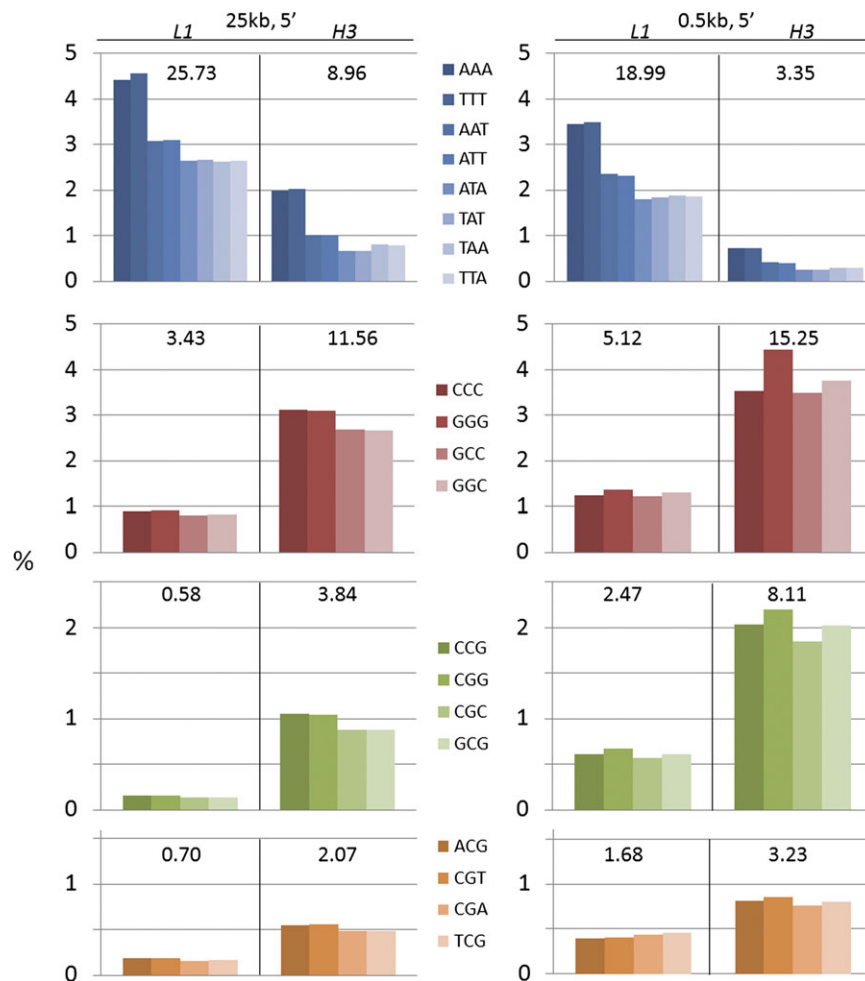 25kb, 5’
L1 H3
0.5kb, 5’
L1 H3
5
4
3
2
1
0
25.73 8.96
AAA
TTT
AAT
ATT
ATA
TAT
TAA
TTA
5
4
3
2
1
0
18.99 3.35
5
4
3
2
1
0
3.43 11.56
CCC
GGG
GCC
GGC
5
4
3
2
1
0
5.12 15.25
%
2
1
0
0.58 3.84
CCG
CGG
CGC
GCG
2
1
0
2.47 8.11
1
0
0.70 2.07
ACG
CGT
CGA
TCG
1
0
1.68 3.23